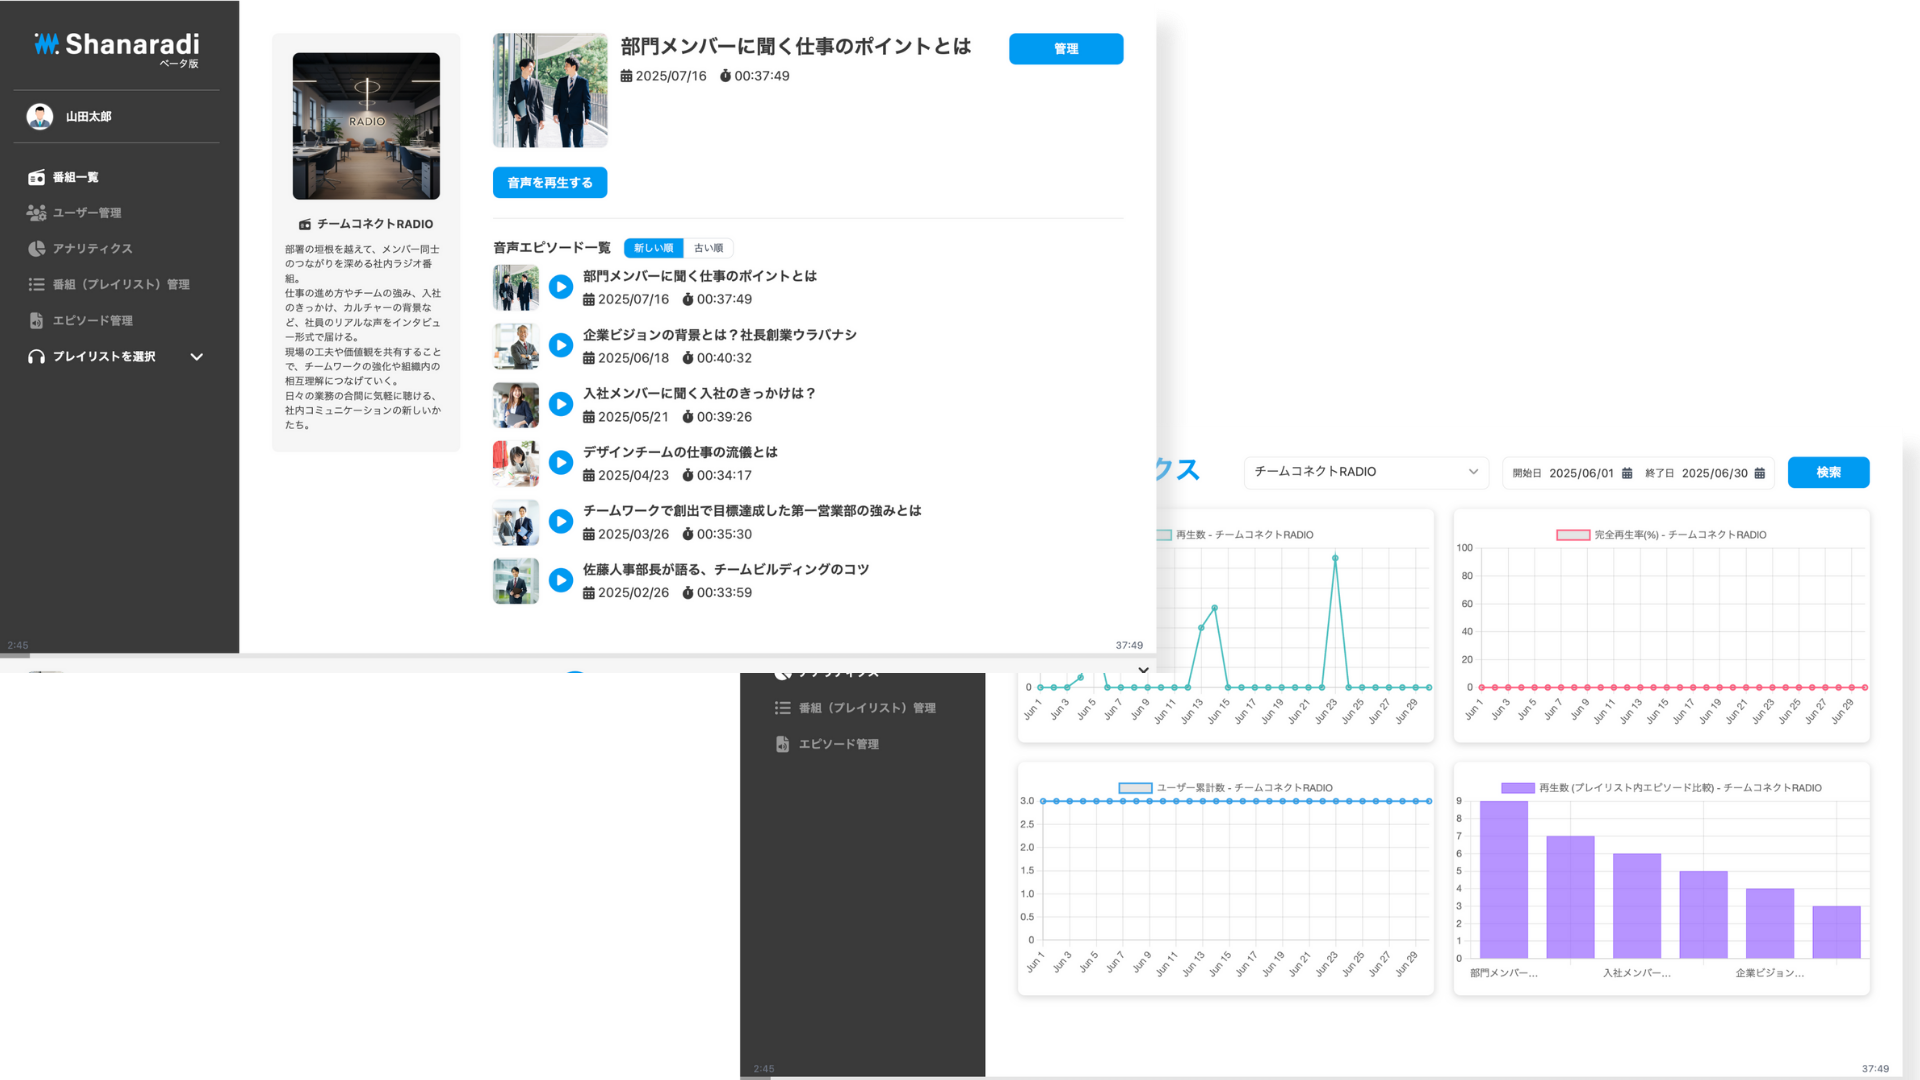 Shanaradi
ベータ版
山田太郎
番組一覧
ユーザー管理
アナリティクス
番組（プレイリスト）管理
エピソード管理
プレイリストを選択
2:45
RADIO
チームコネクトRADIO
部署の垣根を越えて、メンバー同士
のつながりを深める社内ラジオ番
組。
仕事の進め方やチームの強み、入社
のきっかけ、カルチャーの背景な
ど、社員のリアルな声をインタビュ
ー形式で届ける。
現場の工夫や価値観を共有すること
で、チームワークの強化や組織内の
相互理解につなげていく。
日々の業務の合間に気軽に聴ける、
社内コミュニケーションの新しいか
たち。
部門メンバーに聞く仕事のポイントとは
2025/07/16 00:37:49
管理
音声を再生する
音声エピソード一覧 新しい順 古い順
部門メンバーに聞く仕事のポイントとは
2025/07/16 00:37:49
企業ビジョンの背景とは？社長創業ウラバナシ
2025/06/18 00:40:32
入社メンバーに聞く入社のきっかけは？
2025/05/21 00:39:26
デザインチームの仕事の流儀とは
2025/04/23 00:34:17
チームワークで創出で目標達成した第一営業部の強みとは
2025/03/26 00:35:30
佐藤人事部長が語る、チームビルディングのコツ
2025/02/26 00:33:59
37:49
クス
チームコネクトRADIO
開始日 2025/06/01 終了日 2025/06/30
検索
再生数 - チームコネクトRADIO
0
Jun 1 Jun 3 Jun 5 Jun 7 Jun 9 Jun 11 Jun 13 Jun 15 Jun 17 Jun 19 Jun 21 Jun 23 Jun 25 Jun 27 Jun 29
完全再生率(%) - チームコネクトRADIO
100
80
60
40
20
0
Jun 1 Jun 3 Jun 5 Jun 7 Jun 9 Jun 11 Jun 13 Jun 15 Jun 17 Jun 19 Jun 21 Jun 23 Jun 25 Jun 27 Jun 29
アナリティクス
番組（プレイリスト）管理
エピソード管理
ユーザー累計数 - チームコネクトRADIO
3.0
2.5
2.0
1.5
1.0
0.5
0
Jun 1 Jun 3 Jun 5 Jun 7 Jun 9 Jun 11 Jun 13 Jun 15 Jun 17 Jun 19 Jun 21 Jun 23 Jun 25 Jun 27 Jun 29
再生数 (プレイリスト内エピソード比較) - チームコネクトRADIO
9
8
7
6
5
4
3
2
1
0
部門メンバー... 入社メンバー... 企業ビジョン...
2:45
37:49